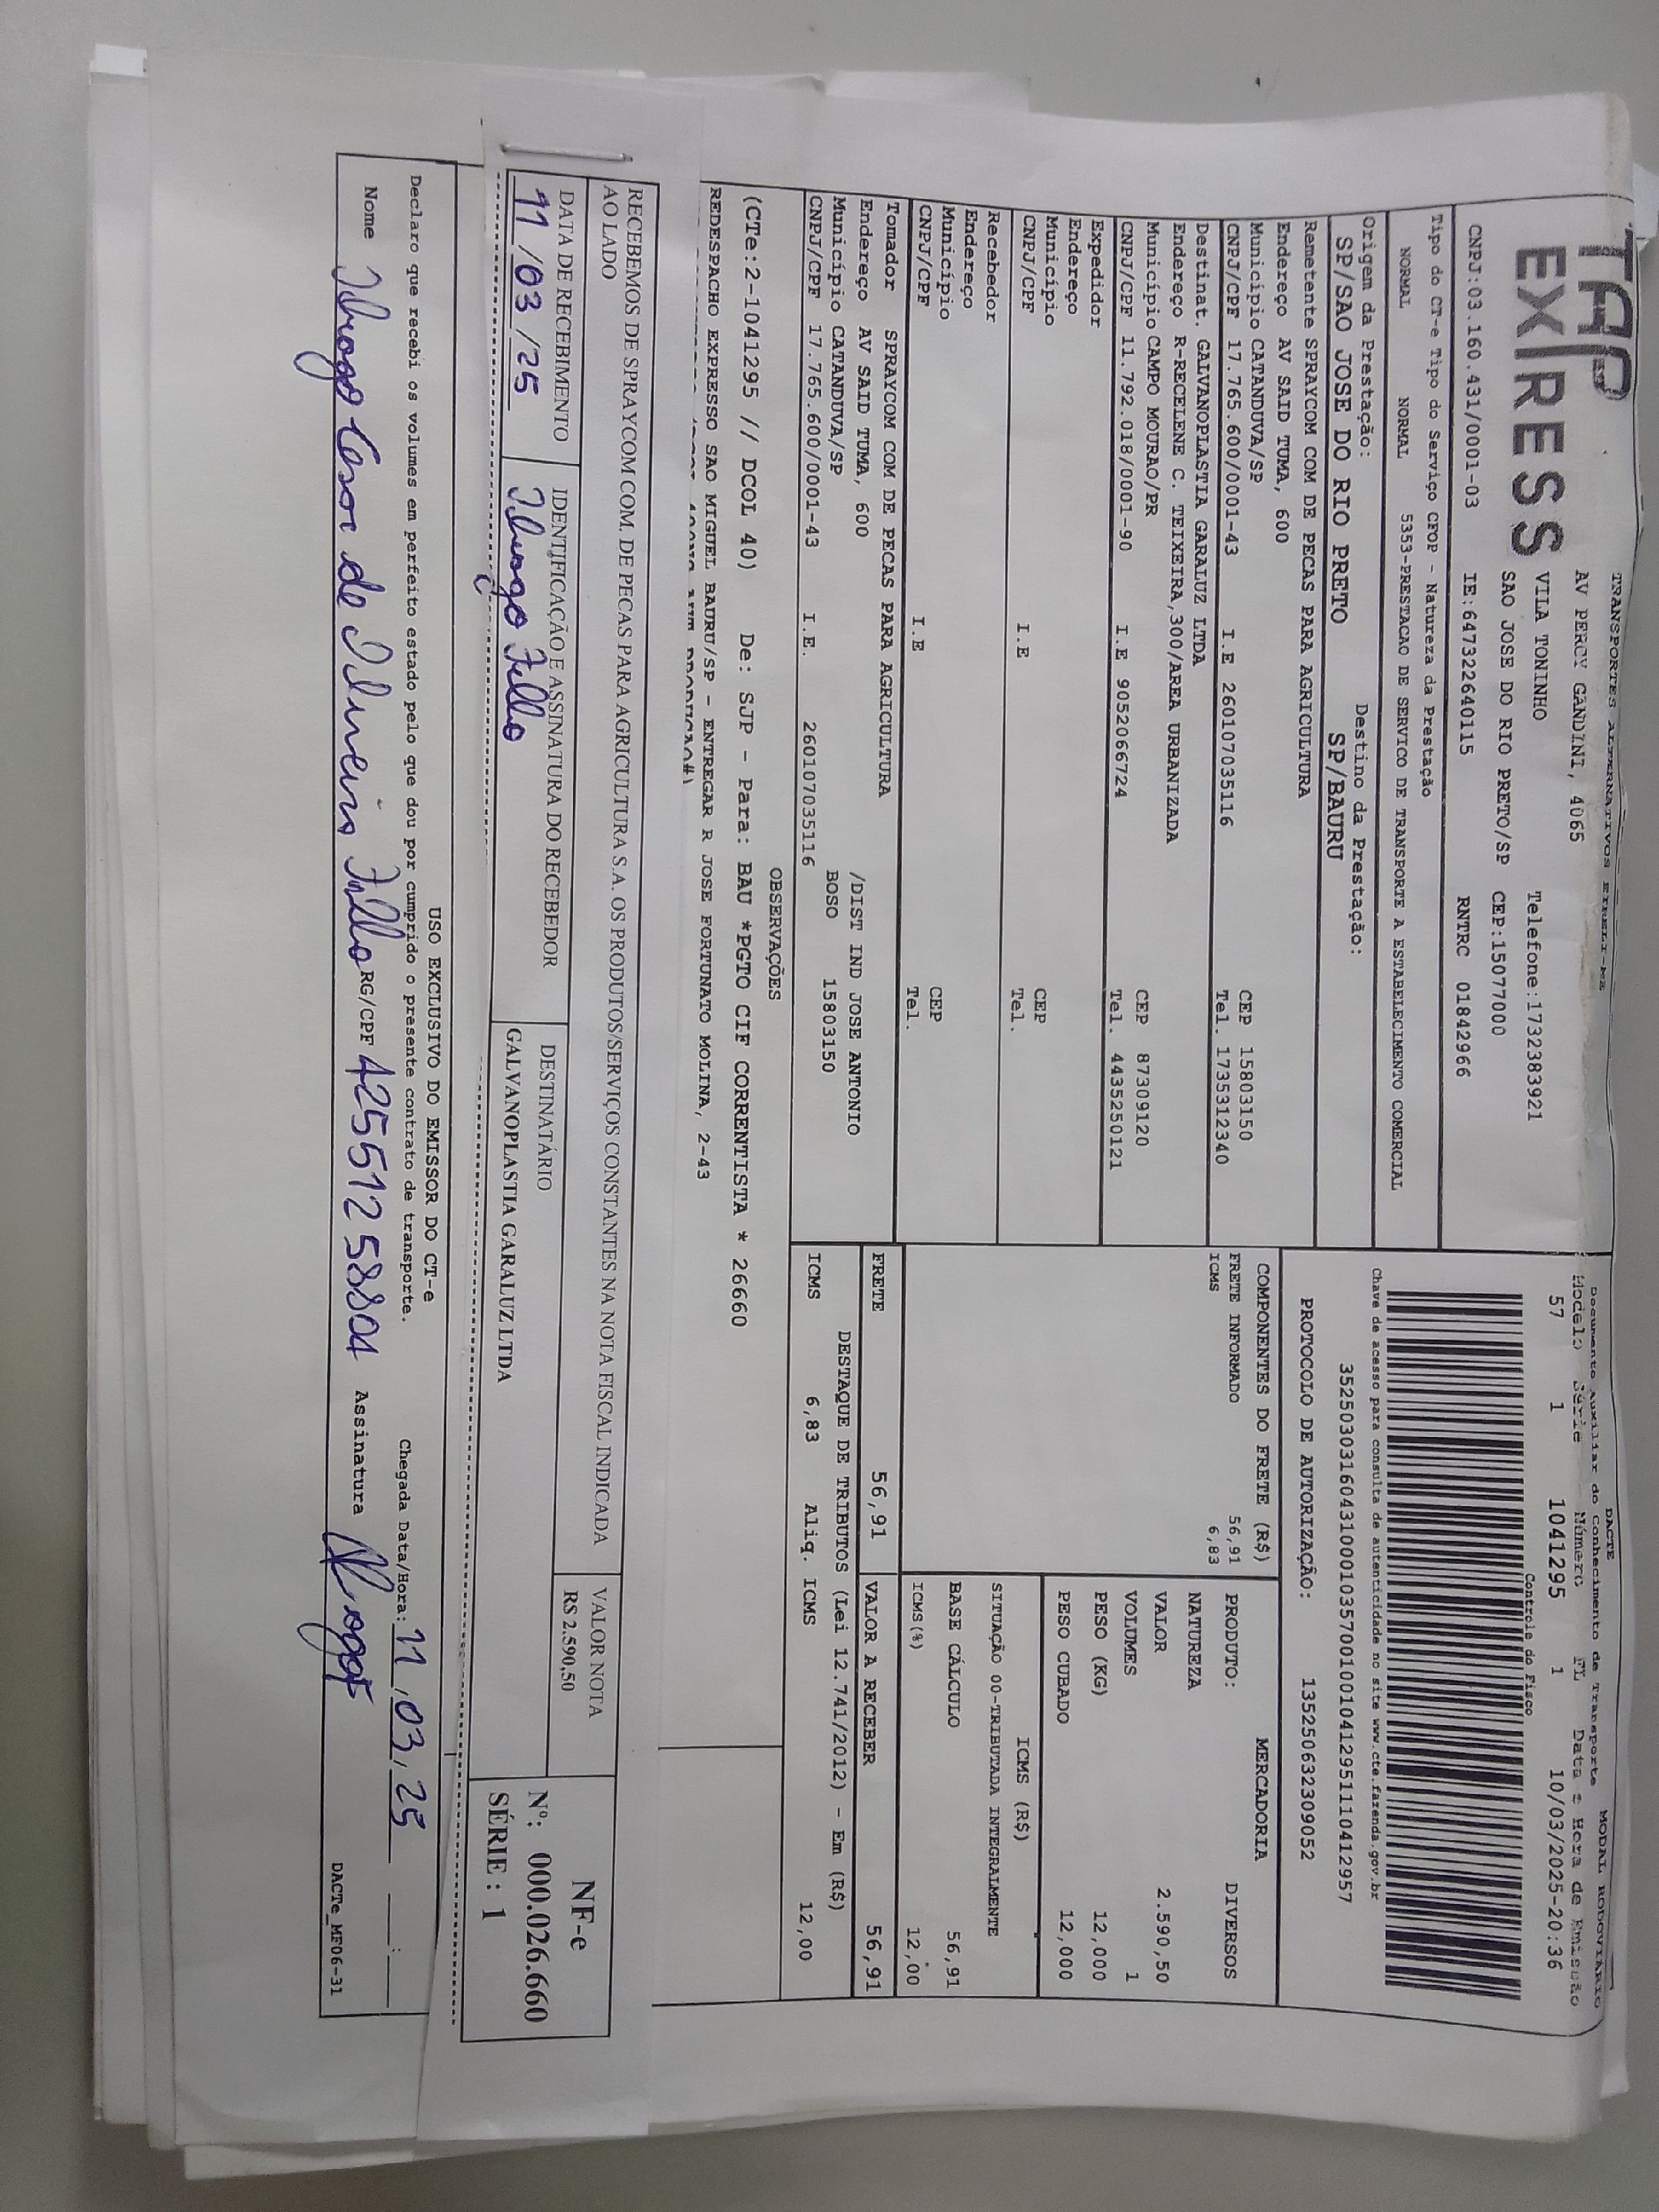 TAP EXPRESS
TRANSPORTES ALTERNATIVOS EIRELI-ME
AV PERCY GANDINI, 4065
VILA TONINHO Telefone:1732383921
SAO JOSE DO RIO PRETO/SP CEP:15077000
CNPJ:03.160.431/0001-03 IE:647322640115 RNTRC 01842966
Tipo do CT-e Tipo do Serviço CFOP - Natureza da Prestação
NORMAL NORMAL 5353-PRESTACAO DE SERVICO DE TRANSPORTE A ESTABELECIMENTO COMERCIAL
Origem da Prestação: Destino da Prestação:
SP/SAO JOSE DO RIO PRETO SP/BAURU
DACTE
Documento Auxiliar do Conhecimento de Transporte MODAL RODOVIÁRIO
Modelo Série Número FL Data e Hora de Emissão
57 1 1041295 1 10/03/2025-20:36
Controle do Fisco
Chave de acesso para consulta de autenticidade no site www.cte.fazenda.gov.br
35250303160431000103570010010412951110412957
PROTOCOLO DE AUTORIZAÇÃO: 135250632309052
Remetente SPRAYCOM COM DE PECAS PARA AGRICULTURA
Endereço AV SAID TUMA, 600
Município CATANDUVA/SP CEP 15803150
CNPJ/CPF 17.765.600/0001-43 I.E 260107035116 Tel. 1735312340
Destinat. GALVANOPLASTIA GARALUZ LTDA
Endereço R-RECELENE C. TEIXEIRA,300/AREA URBANIZADA
Município CAMPO MOURAO/PR CEP 87309120
CNPJ/CPF 11.792.018/0001-90 I.E 9052066724 Tel. 4435250121
Expedidor
Endereço
Município CEP
CNPJ/CPF I.E Tel.
Recebedor
Endereço
Município CEP
CNPJ/CPF I.E Tel.
Tomador SPRAYCOM COM DE PECAS PARA AGRICULTURA
Endereço AV SAID TUMA, 600 /DIST IND JOSE ANTONIO
Município CATANDUVA/SP BOSO 15803150
CNPJ/CPF 17.765.600/0001-43 I.E. 260107035116
COMPONENTES DO FRETE (R$)
FRETE INFORMADO 56,91
ICMS 6,83
MERCADORIA
PRODUTO: DIVERSOS
NATUREZA
VALOR 2.590,50
VOLUMES 1
PESO (KG) 12,000
PESO CUBADO 12,000
ICMS (R$)
SITUAÇÃO 00-TRIBUTADA INTEGRALMENTE
BASE CÁLCULO 56,91
ICMS(%) 12,00
FRETE 56,91 VALOR A RECEBER 56,91
DESTAQUE DE TRIBUTOS (Lei 12.741/2012) - Em (R$)
ICMS 6,83 Aliq. ICMS 12,00
OBSERVAÇÕES
(CTe:2-1041295 // DCOL 40) De: SJP - Para: BAU *PGTO CIF CORRENTISTA * 26660
REDESPACHO EXPRESSO SAO MIGUEL BAURU/SP - ENTREGAR R JOSE FORTUNATO MOLINA, 2-43
RECEBEMOS DE SPRAYCOM COM. DE PECAS PARA AGRICULTURA S.A. OS PRODUTOS/SERVIÇOS CONSTANTES NA NOTA FISCAL INDICADA
AO LADO
DATA DE RECEBIMENTO IDENTIFICAÇÃO E ASSINATURA DO RECEBEDOR DESTINATÁRIO VALOR NOTA
11/03/25 Thiago Filho GALVANOPLASTIA GARALUZ LTDA R$ 2.590,50
NF-e
Nº: 000.026.660
SÉRIE : 1
USO EXCLUSIVO DO EMISSOR DO CT-e
Declaro que recebi os volumes em perfeito estado pelo que dou por cumprido o presente contrato de transporte. Chegada Data/Hora: 11,03,25 __:__
Nome Thiago Cesar de Oliveira Filho RG/CPF 42551258804 Assinatura
DACTe_MF06-31